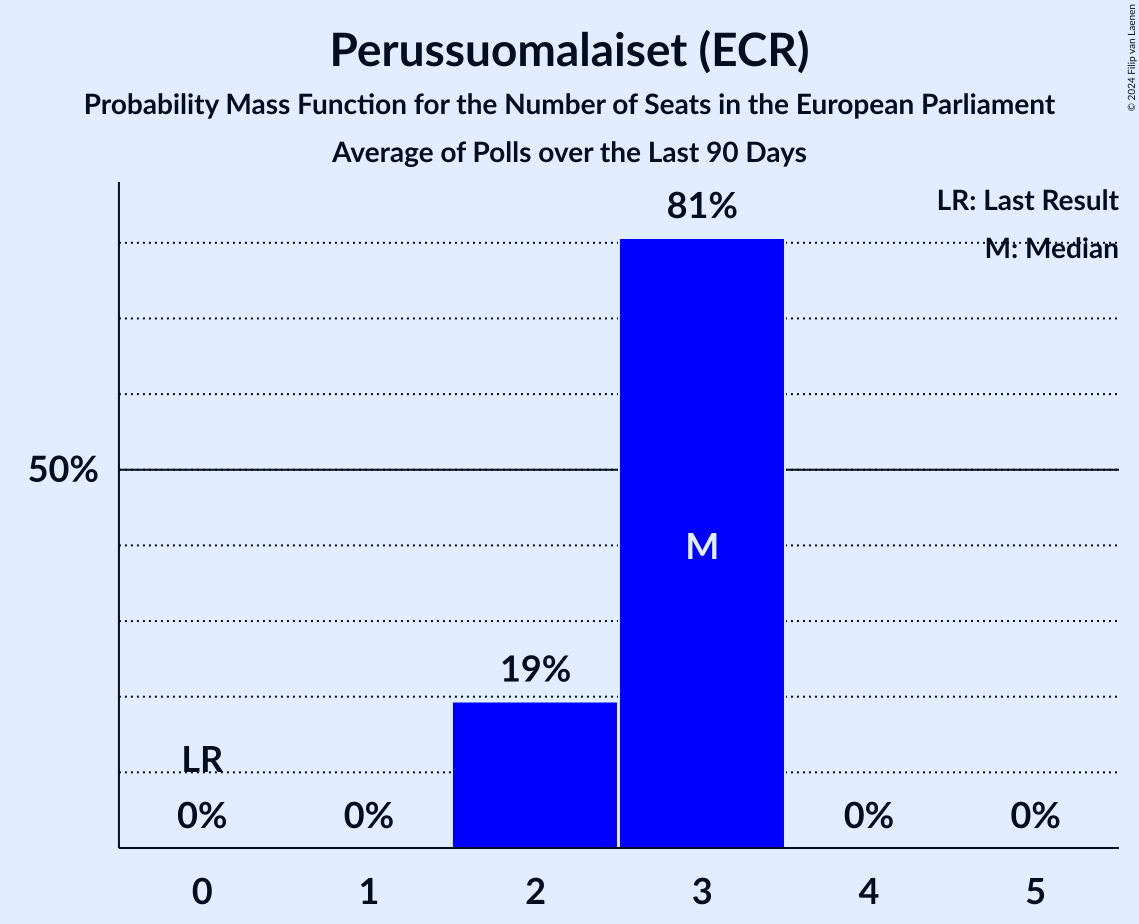 Perussuomalaiset (ECR)
Probability Mass Function for the Number of Seats in the European Parliament
Average of Polls over the Last 90 Days
© 2024 Filip van Laenen
LR: Last Result
M: Median
81%
50%
M
19%
LR
0%
0%
0%
0%
0
1
2
3
4
5